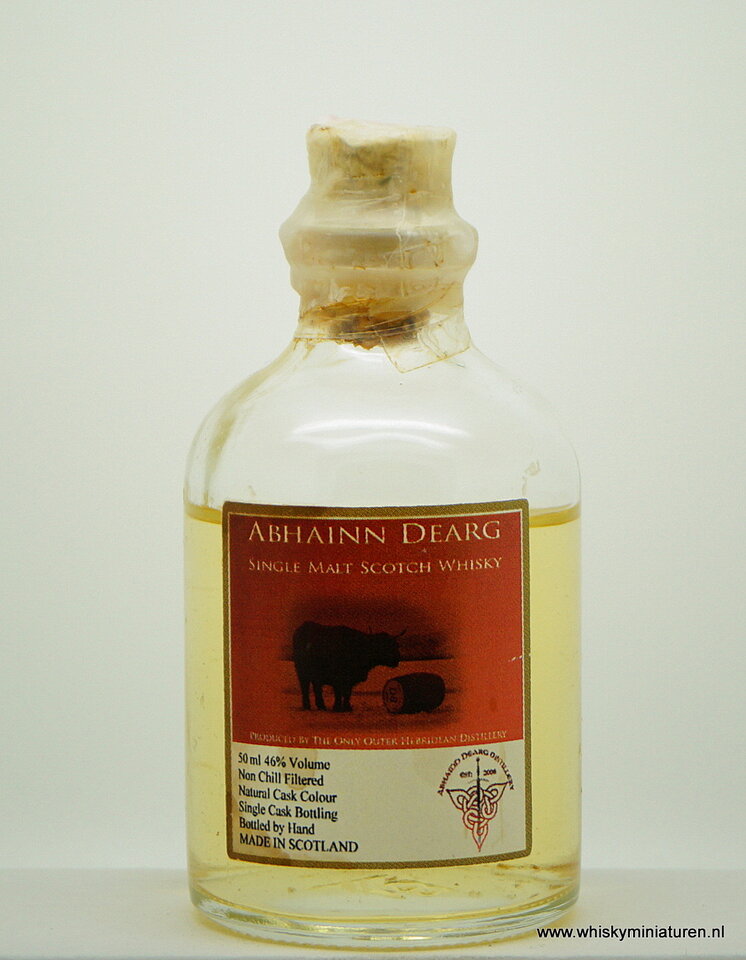 ABHAINN DEARG
SINGLE MALT SCOTCH WHISKY
PRODUCED BY THE ONLY OUTER HEBRIDEAN DISTILLERY
50 ml 46% Volume
Non Chill Filtered
Natural Cask Colour
Single Cask Bottling
Bottled by Hand
MADE IN SCOTLAND
ABHAINN DEARG DISTILLERY
EST: 2008
www.whiskyminiaturen.nl